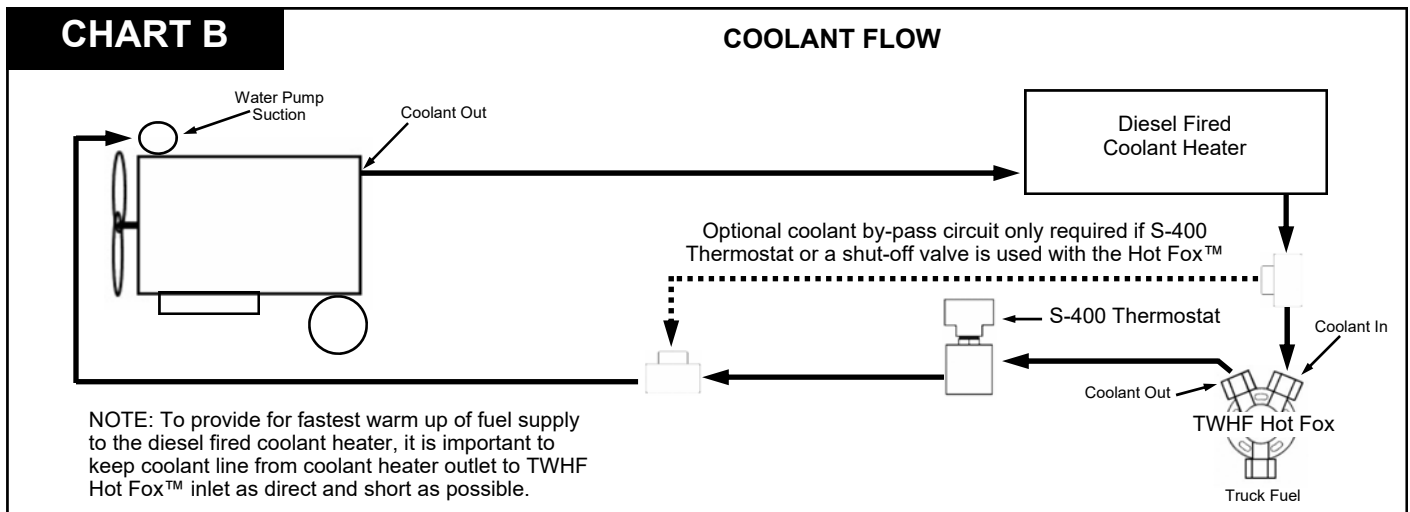 CHART B
COOLANT FLOW
Water Pump
Suction
Coolant Out
Diesel Fired
Coolant Heater
Optional coolant by-pass circuit only required if S-400
Thermostat or a shut-off valve is used with the Hot Fox™
S-400 Thermostat
Coolant In
Coolant Out
TWHF Hot Fox
Truck Fuel
NOTE: To provide for fastest warm up of fuel supply
to the diesel fired coolant heater, it is important to
keep coolant line from coolant heater outlet to TWHF
Hot Fox™ inlet as direct and short as possible.